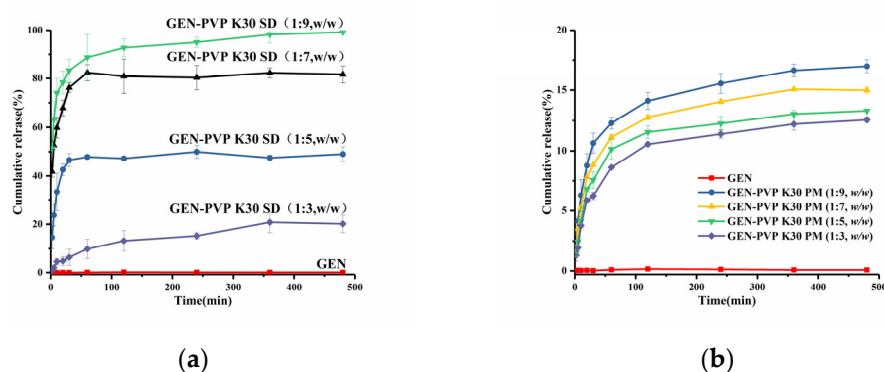 GEN-PVP K30 SD（1:9,w/w)
GEN-PVP K30 SD（1:7,w/w)
GEN-PVP K30 SD（1:5,w/w)
GEN-PVP K30 SD（1:3,w/w)
GEN
100
80
60
40
20
0
Cumulative relrase(%)
0
100
200
300
400
500
Time(min)
(a)
20
15
10
5
0
Cumulative release(%)
GEN
GEN-PVP K30 PM (1:9, w/w)
GEN-PVP K30 PM (1:7, w/w)
GEN-PVP K30 PM (1:5, w/w)
GEN-PVP K30 PM (1:3, w/w)
0
100
200
300
400
500
Time(min)
(b)